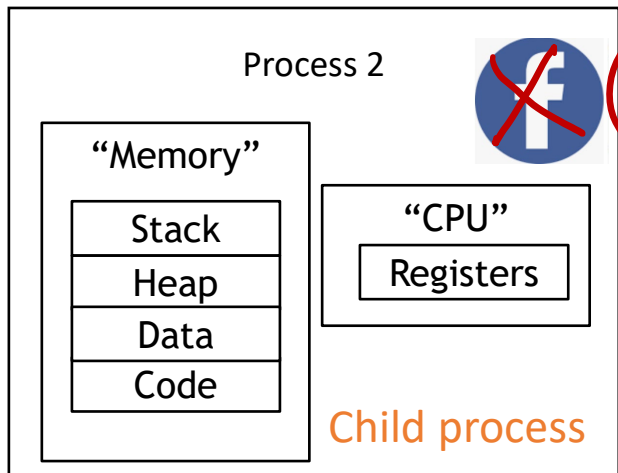 Process 2
“Memory”
Stack
Heap
Data
Code
“CPU”
Registers
Child process